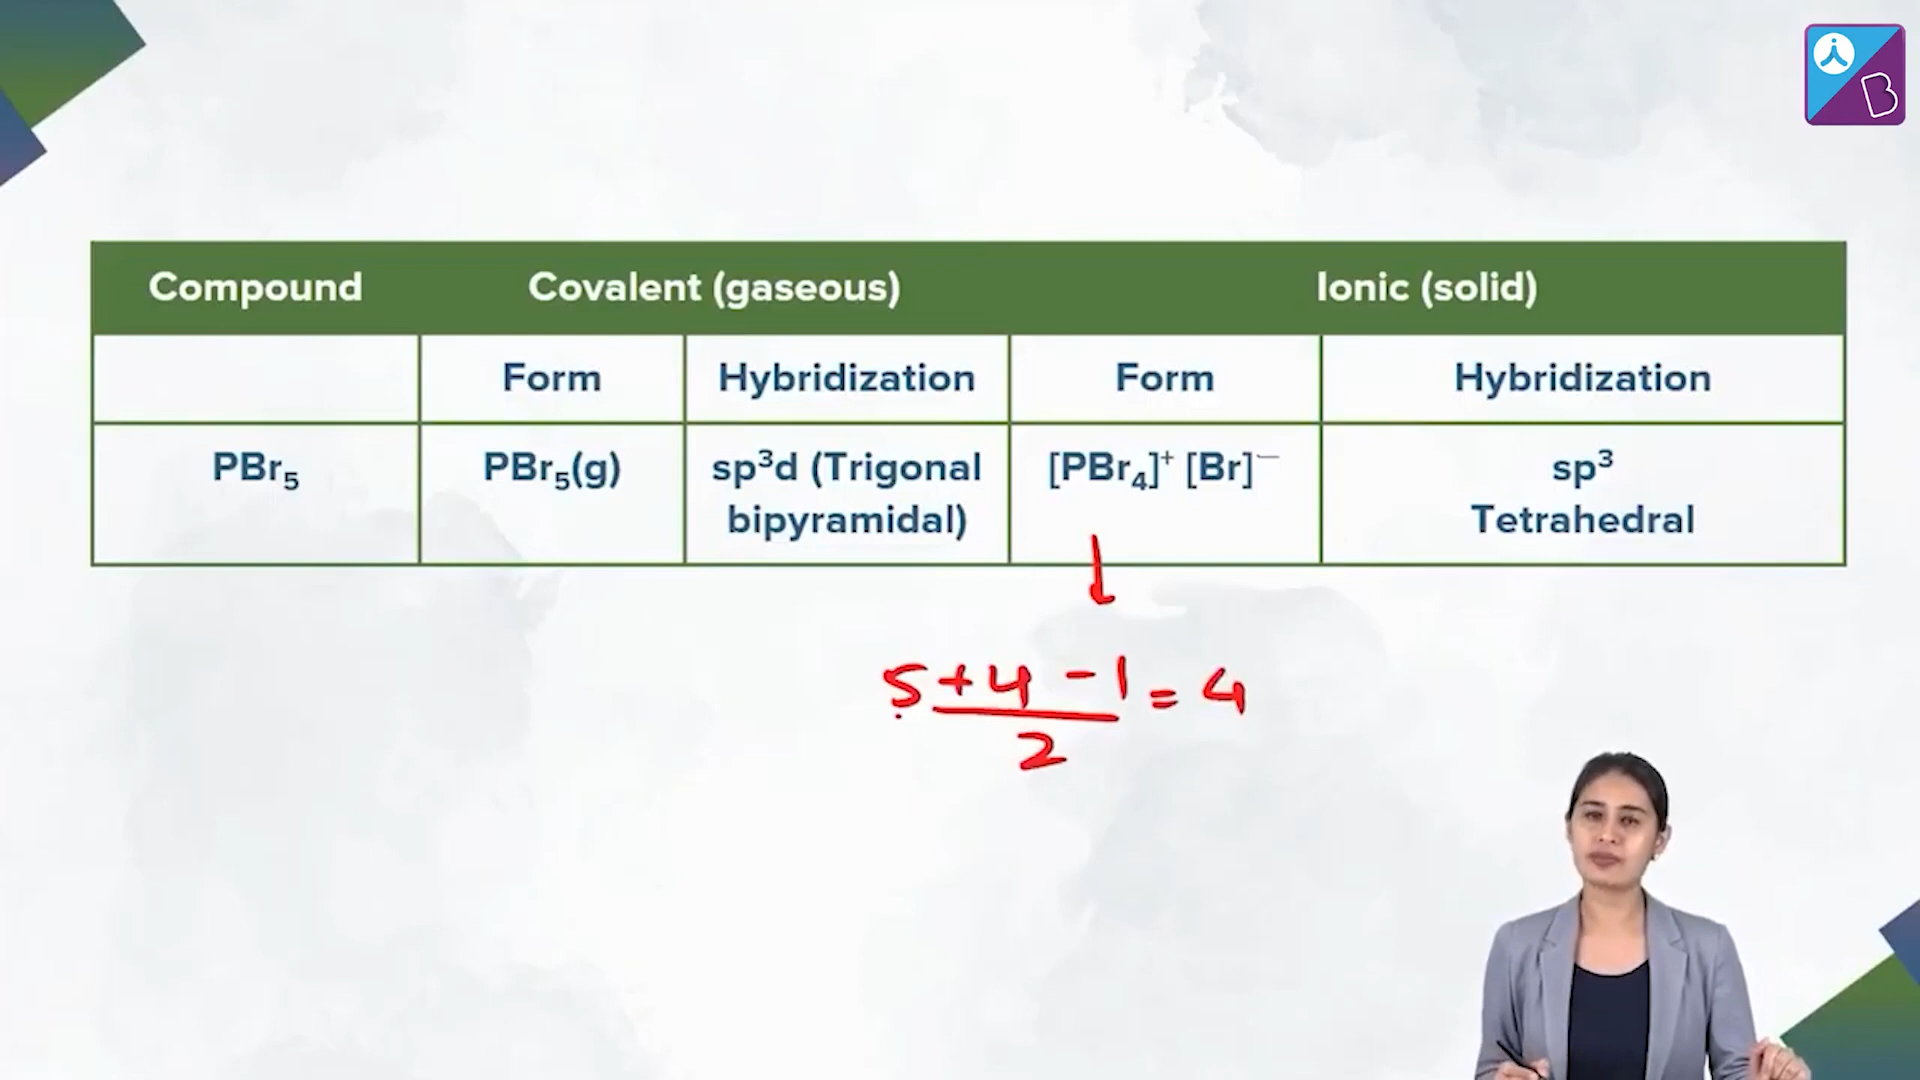 Compound Covalent (gaseous) Ionic (solid)
Form Hybridization Form Hybridization
PBr₅ PBr₅(g) sp³d (Trigonal [PBr₄]⁺ [Br]⁻ sp³
bipyramidal) Tetrahedral
5+4-1 = 4
2
B